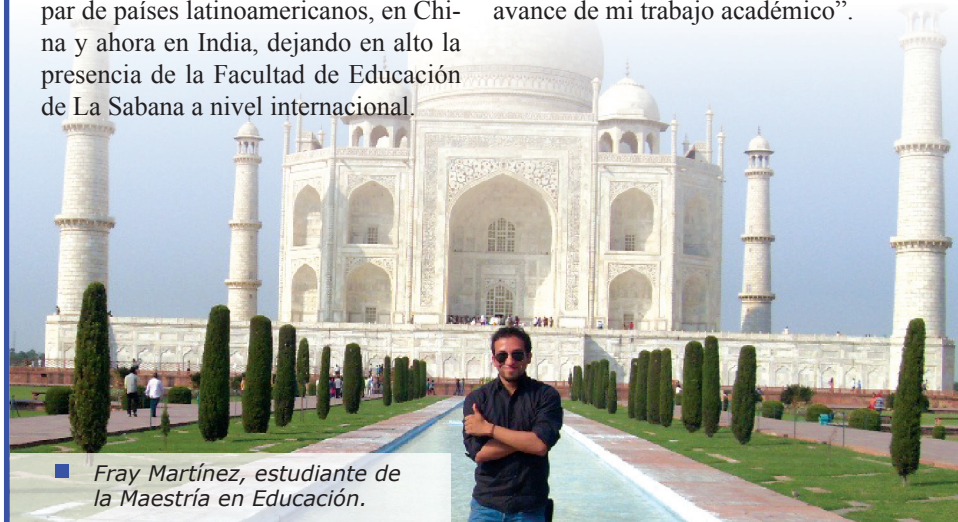 par de países latinoamericanos, en Chi-
na y ahora en India, dejando en alto la
presencia de la Facultad de Educación
de La Sabana a nivel internacional.
avance de mi trabajo académico”.
Fray Martínez, estudiante de
la Maestría en Educación.